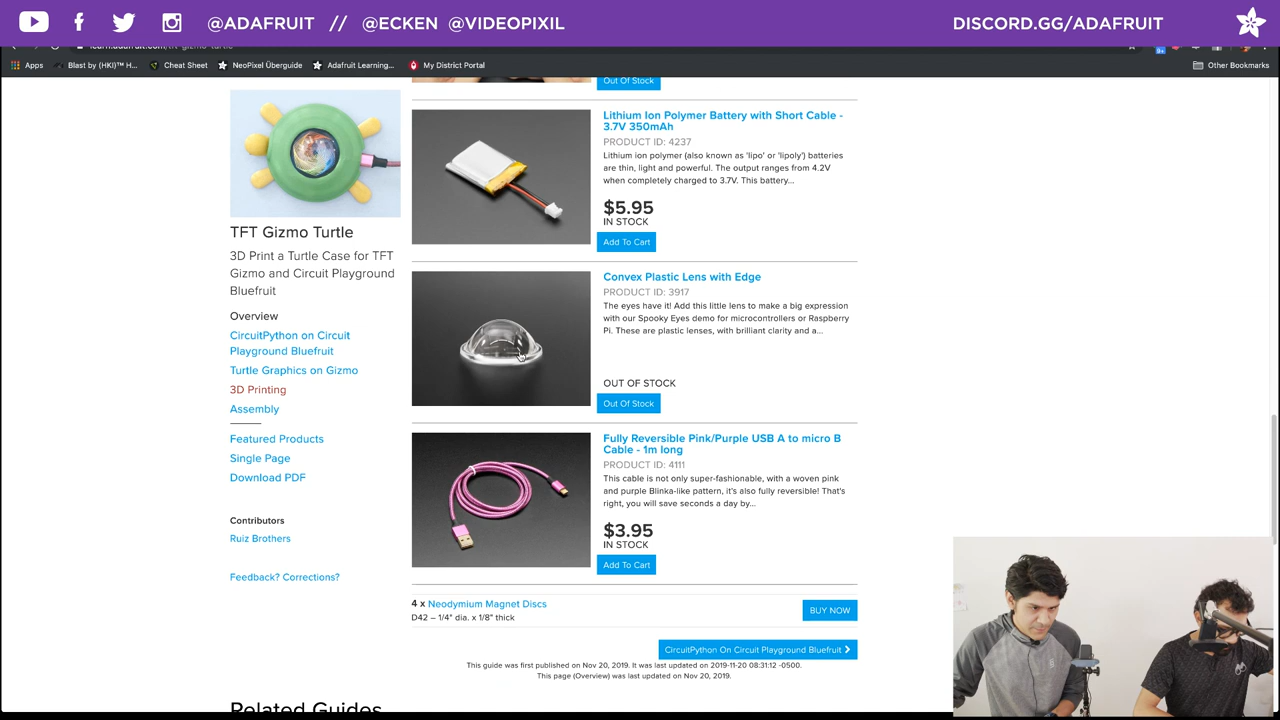 @ADAFRUIT // @ECKEN @VIDEOPIXIL
DISCORD.GG/ADAFRUIT
learn.adafruit.com/tft-gizmo-turtle
Apps
Blast by (HKI)™ H...
Cheat Sheet
NeoPixel Überguide
Adafruit Learning...
My District Portal
Other Bookmarks
TFT Gizmo Turtle
3D Print a Turtle Case for TFT
Gizmo and Circuit Playground
Bluefruit
Overview
CircuitPython on Circuit
Playground Bluefruit
Turtle Graphics on Gizmo
3D Printing
Assembly
Featured Products
Single Page
Download PDF
Contributors
Ruiz Brothers
Feedback? Corrections?
Out Of Stock
Lithium Ion Polymer Battery with Short Cable -
3.7V 350mAh
PRODUCT ID: 4237
Lithium ion polymer (also known as 'lipo' or 'lipoly') batteries
are thin, light and powerful. The output ranges from 4.2V
when completely charged to 3.7V. This battery...
$5.95
IN STOCK
Add To Cart
Convex Plastic Lens with Edge
PRODUCT ID: 3917
The eyes have it! Add this little lens to make a big expression
with our Spooky Eyes demo for microcontrollers or Raspberry
Pi. These are plastic lenses, with brilliant clarity and a...
OUT OF STOCK
Out Of Stock
Fully Reversible Pink/Purple USB A to micro B
Cable - 1m long
PRODUCT ID: 4111
This cable is not only super-fashionable, with a woven pink
and purple Blinka-like pattern, it's also fully reversible! That's
right, you will save seconds a day by...
$3.95
IN STOCK
Add To Cart
4 x Neodymium Magnet Discs
D42 – 1/4" dia. x 1/8" thick
BUY NOW
CircuitPython On Circuit Playground Bluefruit
This guide was first published on Nov 20, 2019. It was last updated on 2019-11-20 08:31:12 -0500.
This page (Overview) was last updated on Nov 20, 2019.
Related Guides